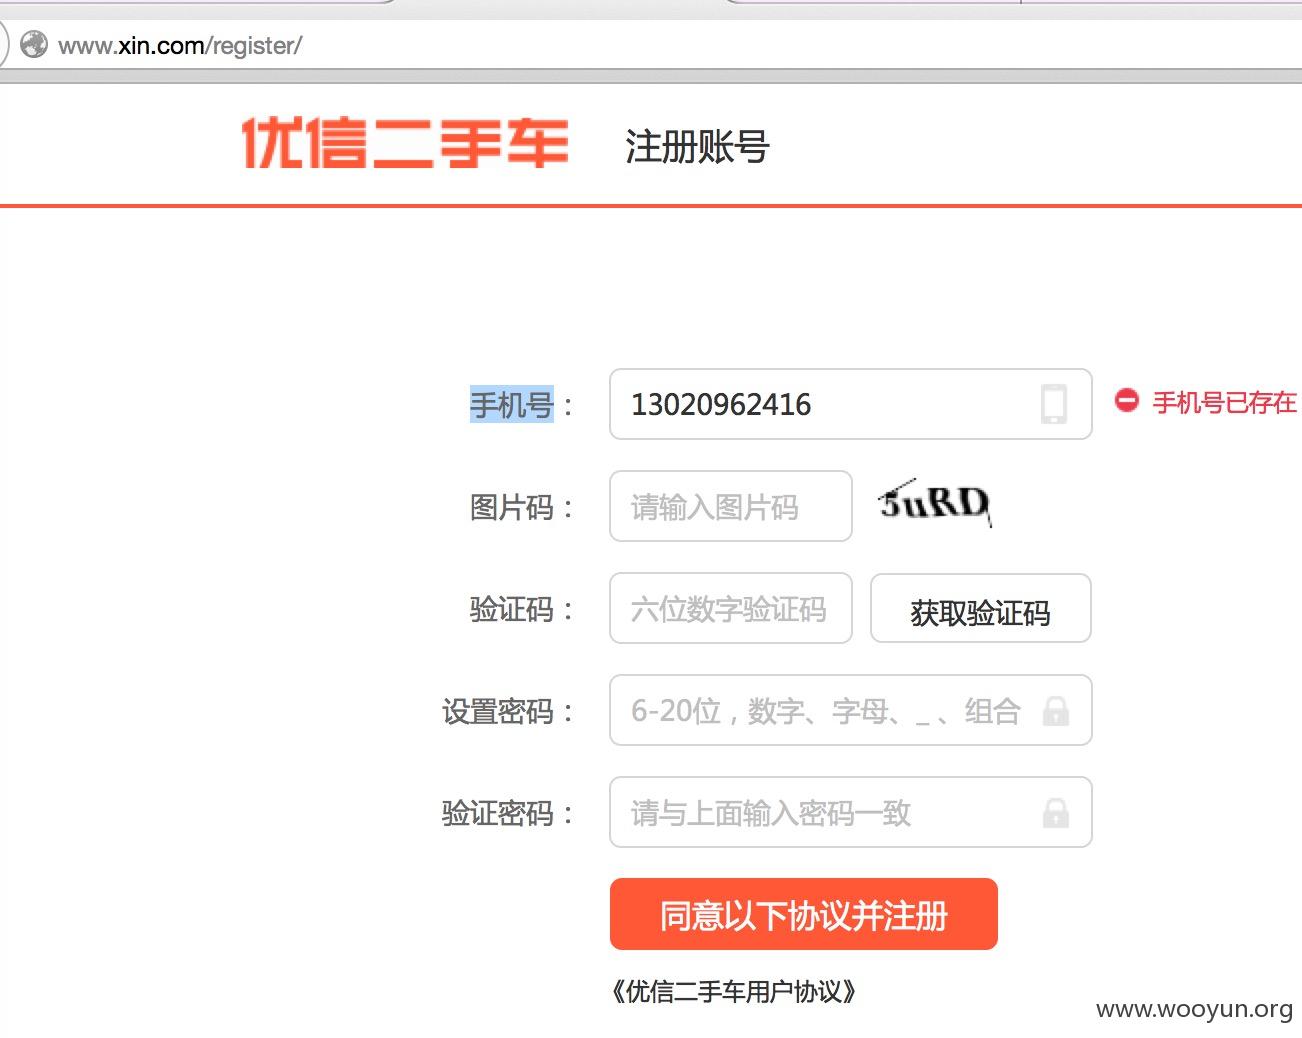 www.xin.com/register/
优信二手车 注册账号
手机号： 13020962416 手机号已存在
图片码： 请输入图片码 5uRD
验证码： 六位数字验证码 获取验证码
设置密码： 6-20位，数字、字母、_、组合
验证密码： 请与上面输入密码一致
同意以下协议并注册
《优信二手车用户协议》
www.wooyun.org